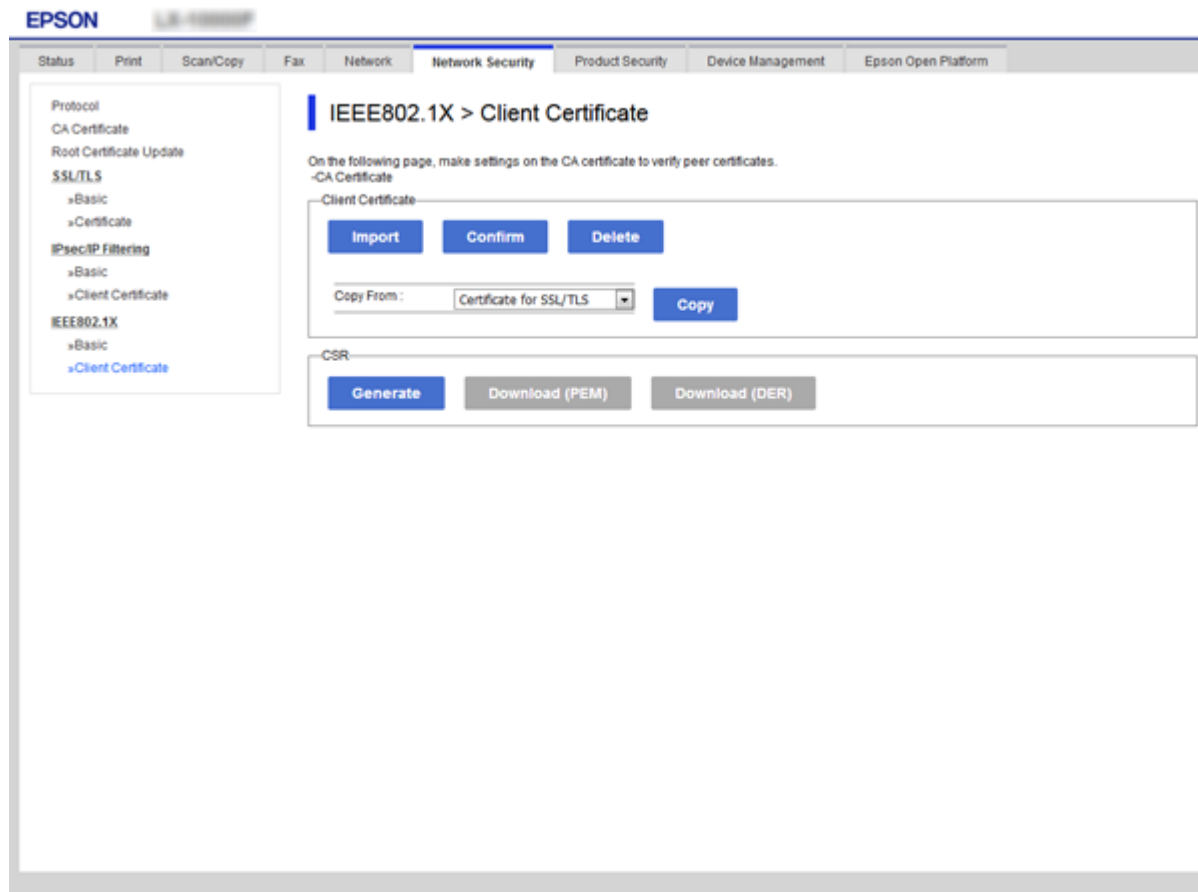 EPSON
Status Print Scan/Copy Fax Network Network Security Product Security Device Management Epson Open Platform
Protocol
CA Certificate
Root Certificate Update
SSL/TLS
»Basic
»Certificate
IPsec/IP Filtering
»Basic
»Client Certificate
IEEE802.1X
»Basic
»Client Certificate
IEEE802.1X > Client Certificate
On the following page, make settings on the CA certificate to verify peer certificates.
-CA Certificate
Client Certificate
Import Confirm Delete
Copy From : Certificate for SSL/TLS Copy
CSR
Generate Download (PEM) Download (DER)